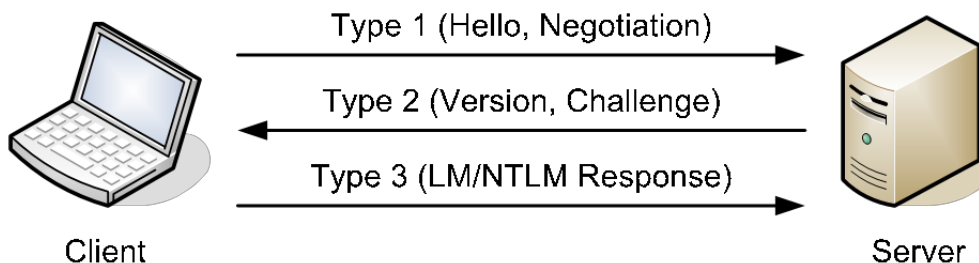 Type 1 (Hello, Negotiation)
Type 2 (Version, Challenge)
Type 3 (LM/NTLM Response)
Client
Server